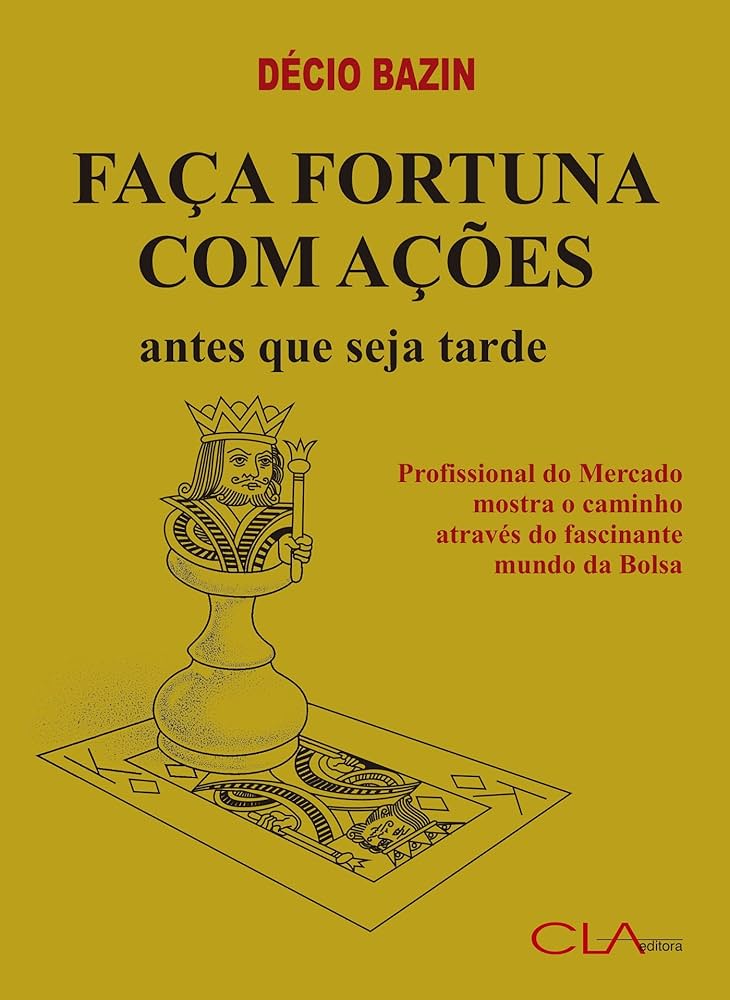 DÉCIO BAZIN
FAÇA FORTUNA
COM AÇÕES
antes que seja tarde
Profissional do Mercado
mostra o caminho
através do fascinante
mundo da Bolsa
K
K
K
CLA editora